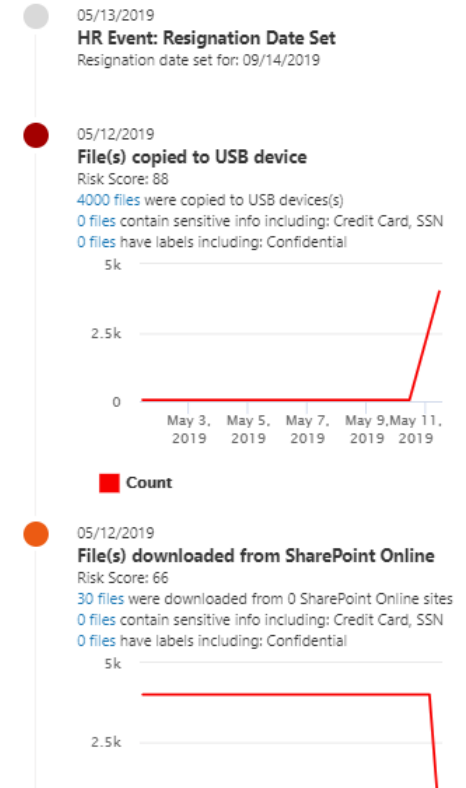 05/13/2019
HR Event: Resignation Date Set
Resignation date set for: 09/14/2019
05/12/2019
File(s) copied to USB device
Risk Score: 88
4000 files were copied to USB devices(s)
0 files contain sensitive info including: Credit Card, SSN
0 files have labels including: Confidential
5k
2.5k
0
May 3, May 5, May 7, May 9, May 11,
2019 2019 2019 2019 2019
Count
05/12/2019
File(s) downloaded from SharePoint Online
Risk Score: 66
30 files were downloaded from 0 SharePoint Online sites
0 files contain sensitive info including: Credit Card, SSN
0 files have labels including: Confidential
5k
2.5k